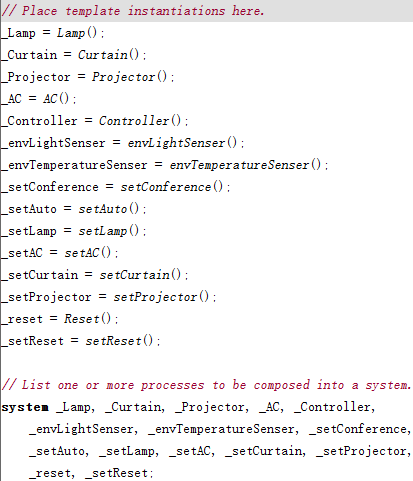 // Place template instantiations here.
_Lamp = Lamp();
_Curtain = Curtain();
_Projector = Projector();
_AC = AC();
_Controller = Controller();
_envLightSenser = envLightSenser();
_envTemperatureSenser = envTemperatureSenser();
_setConference = setConference();
_setAuto = setAuto();
_setLamp = setLamp();
_setAC = setAC();
_setCurtain = setCurtain();
_setProjector = setProjector();
_reset = Reset();
_setReset = setReset();

// List one or more processes to be composed into a system.
system _Lamp, _Curtain, _Projector, _AC, _Controller,
    _envLightSenser, _envTemperatureSenser, _setConference,
    _setAuto, _setLamp, _setAC, _setCurtain, _setProjector,
    _reset, _setReset;